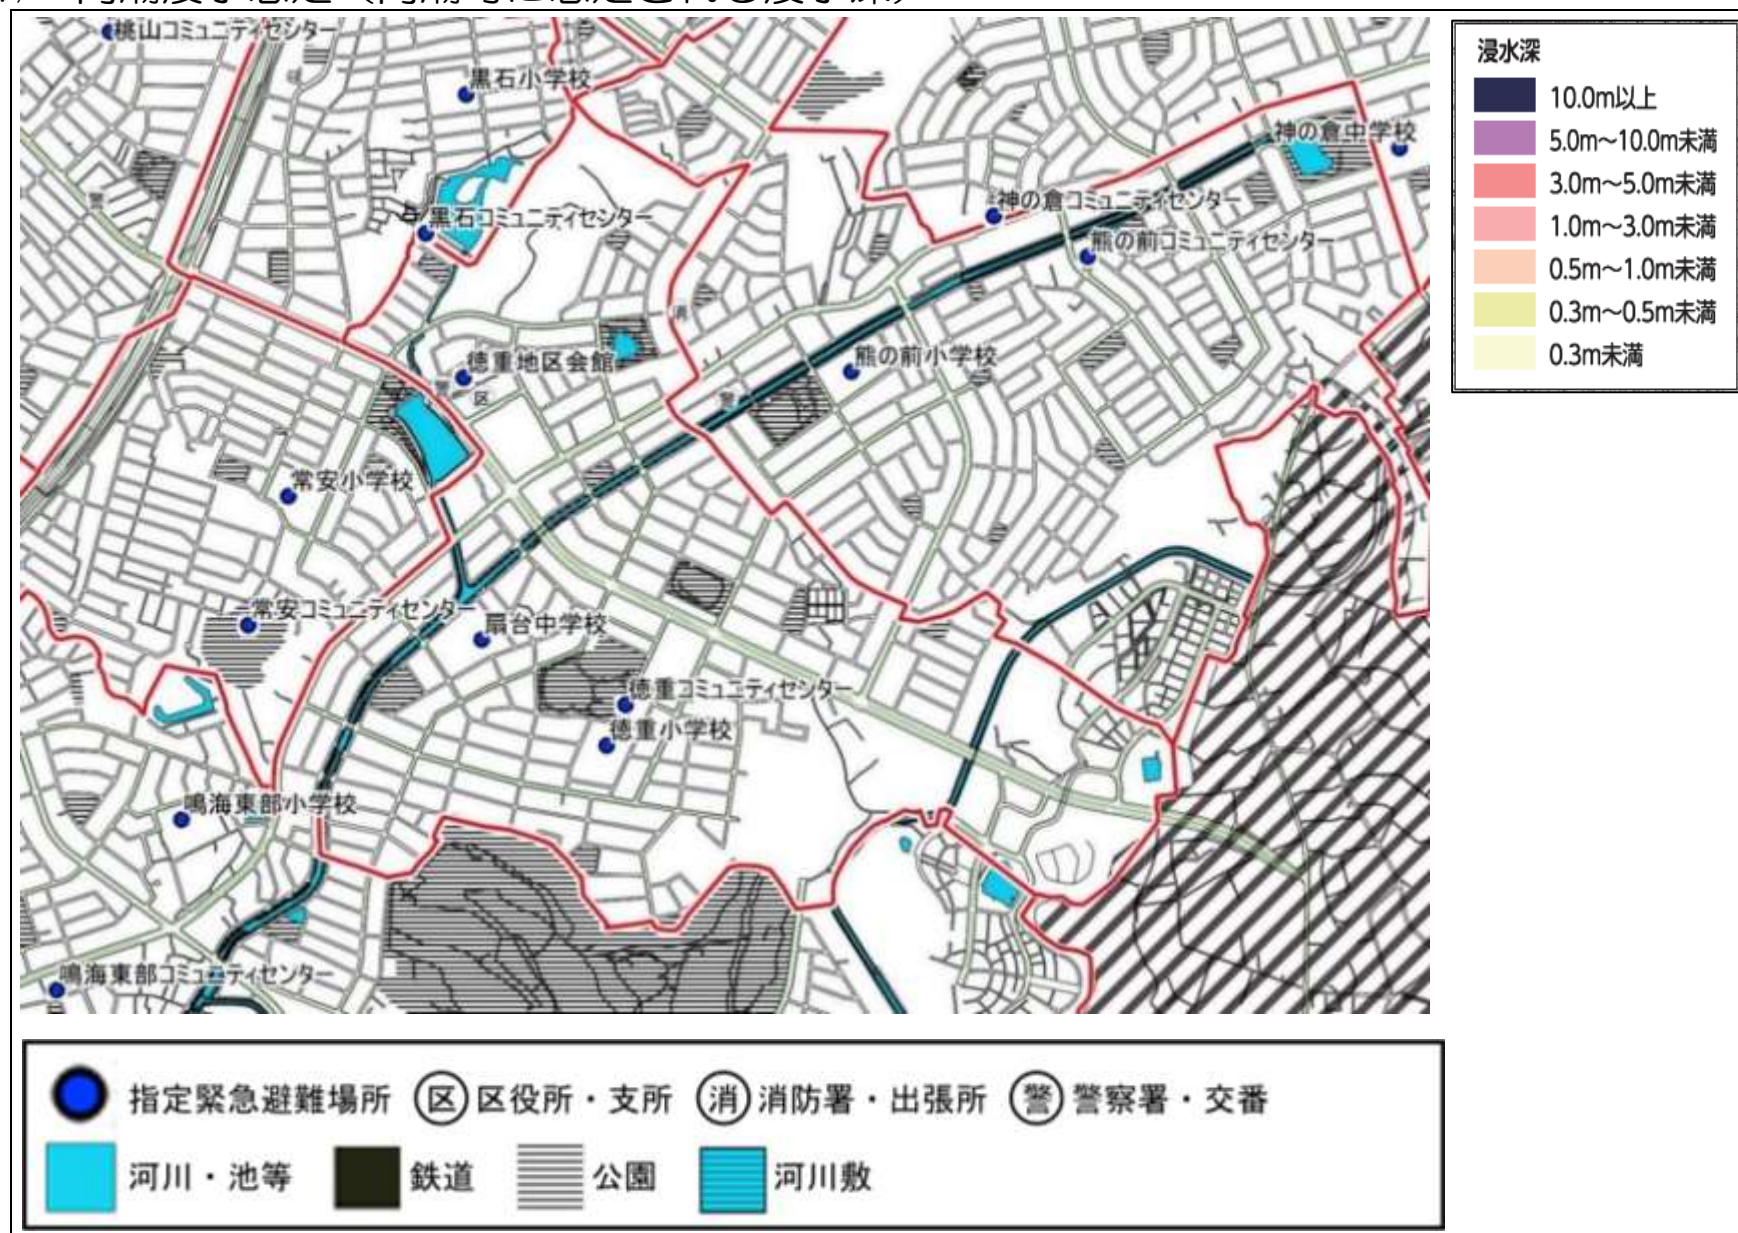 桃山コミュニティセンター
黒石小学校
神の倉中学校
黒石コミュニティセンター
神の倉コミュニティセンター
熊の前コミュニティセンター
消
徳重地区会館
熊の前小学校
区
常安小学校
常安コミュニティセンター
扇台中学校
徳重コミュニティセンター
徳重小学校
鳴海東部小学校
鳴海東部コミュニティセンター
浸水深
10.0m以上
5.0m～10.0m未満
3.0m～5.0m未満
1.0m～3.0m未満
0.5m～1.0m未満
0.3m～0.5m未満
0.3m未満
指定緊急避難場所 区 区役所・支所 消 消防署・出張所 警 警察署・交番
河川・池等 鉄道 公園 河川敷